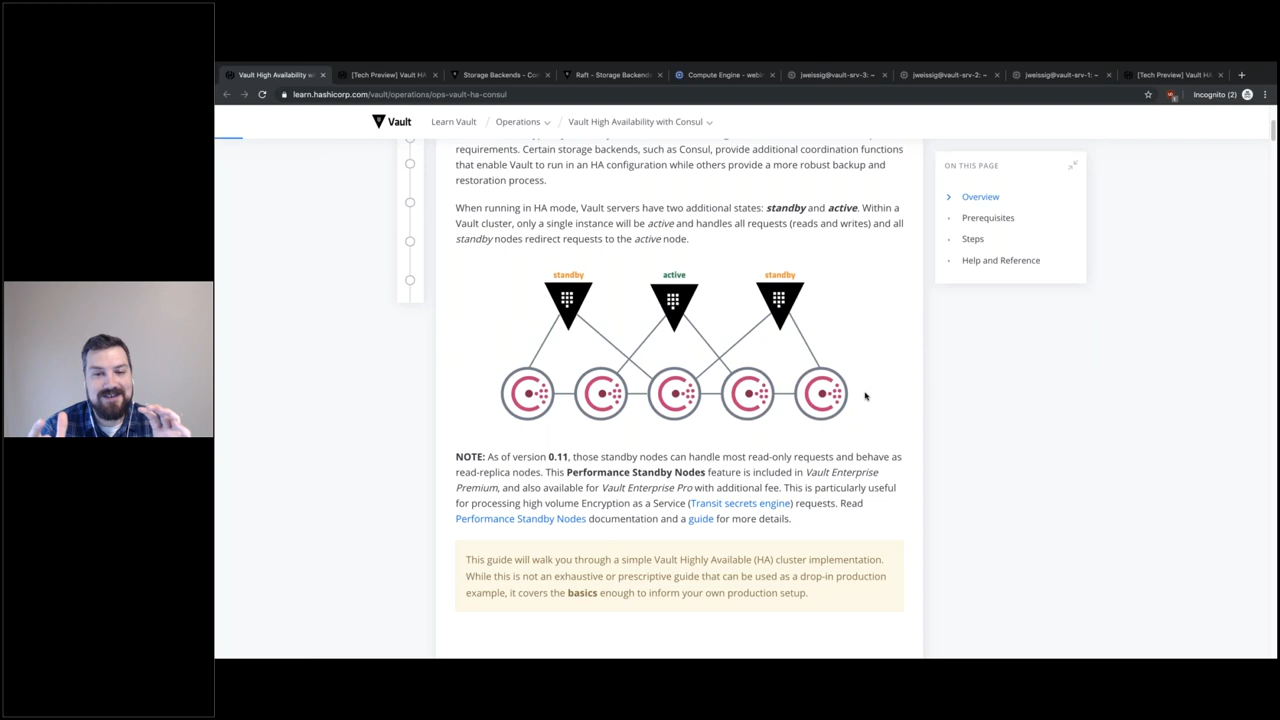 Vault High Availability w
[Tech Preview] Vault HA
Storage Backends - Co
Raft - Storage Backends
Compute Engine - web
jweissig@vault-srv-3: ~
jweissig@vault-srv-2: ~
jweissig@vault-srv-1: ~
[Tech Preview] Vault HA
learn.hashicorp.com/vault/operations/ops-vault-ha-consul
Incognito (2)
Vault
Learn Vault / Operations / Vault High Availability with Consul
requirements. Certain storage backends, such as Consul, provide additional coordination functions
that enable Vault to run in an HA configuration while others provide a more robust backup and
restoration process.
When running in HA mode, Vault servers have two additional states: standby and active. Within a
Vault cluster, only a single instance will be active and handles all requests (reads and writes) and all
standby nodes redirect requests to the active node.
standby active standby
NOTE: As of version 0.11, those standby nodes can handle most read-only requests and behave as
read-replica nodes. This Performance Standby Nodes feature is included in Vault Enterprise
Premium, and also available for Vault Enterprise Pro with additional fee. This is particularly useful
for processing high volume Encryption as a Service (Transit secrets engine) requests. Read
Performance Standby Nodes documentation and a guide for more details.
This guide will walk you through a simple Vault Highly Available (HA) cluster implementation.
While this is not an exhaustive or prescriptive guide that can be used as a drop-in production
example, it covers the basics enough to inform your own production setup.
ON THIS PAGE
Overview
Prerequisites
Steps
Help and Reference